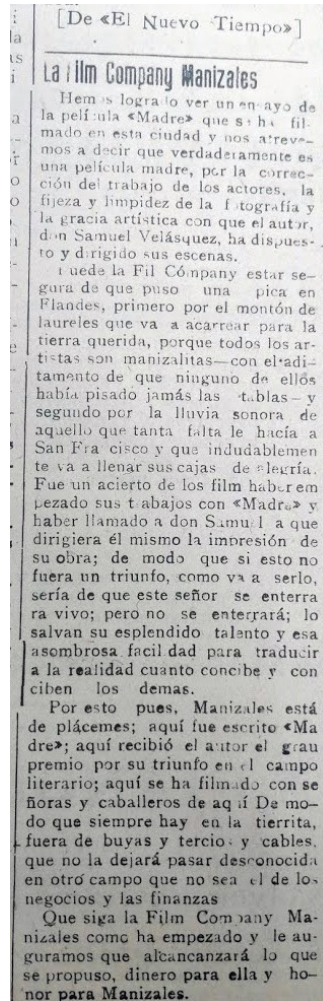 [De «El Nuevo Tiempo»]
La Film Company Manizales
Hemos logrado ver un ensayo de
la película «Madre» que se ha fil-
mado en esta ciudad y nos atreve-
mos a decir que verdaderamente es
una película madre, por la correc-
ción del trabajo de los actores, la
fijeza y limpidez de la fotografía y
la gracia artística con que el autor,
don Samuel Velásquez, ha dispues-
to y dirigido sus escenas.
Puede la Fil Cómpany estar se-
gura de que puso una pica en
Flandes, primero por el montón de
laureles que va a acarrear para la
tierra querida, porque todos los ar-
tistas son manizalitas—con el adi-
tamento de que ninguno de ellos
había pisado jamás las tablas—y
segundo por la lluvia sonora de
aquello que tanta falta le hacía a
San Fra cisco y que indudablemen
te va a llenar sus cajas de alegría.
Fue un acierto de los film haber em
pezado sus trabajos con «Madre» y
haber llamado a don Samuel a que
dirigiera él mismo la impresión de
su obra; de modo que si esto no
fuera un triunfo, como va a serlo,
sería de que este señor se enterra
ra vivo; pero no se enterrará; lo
salvan su esplendido talento y esa
asombrosa facilidad para traducir
a la realidad cuanto concibe y con
ciben los demas.
Por esto pues, Manizales está
de plácemes; aquí fue escrito «Ma
dre»; aquí recibió el autor el grau
premio por su triunfo en el campo
literario; aquí se ha filmado con se
ñoras y caballeros de aquí De mo-
do que siempre hay en la tierrita,
fuera de buyas y tercio y cables,
que no la dejará pasar desconocida
en otro campo que no sea el de los
negocios y las finanzas
Que siga la Film Company Ma-
nizales como ha empezado y le au-
guramos que alcancanzará lo que
se propuso, dinero para ella y ho-
nor para Manizales.